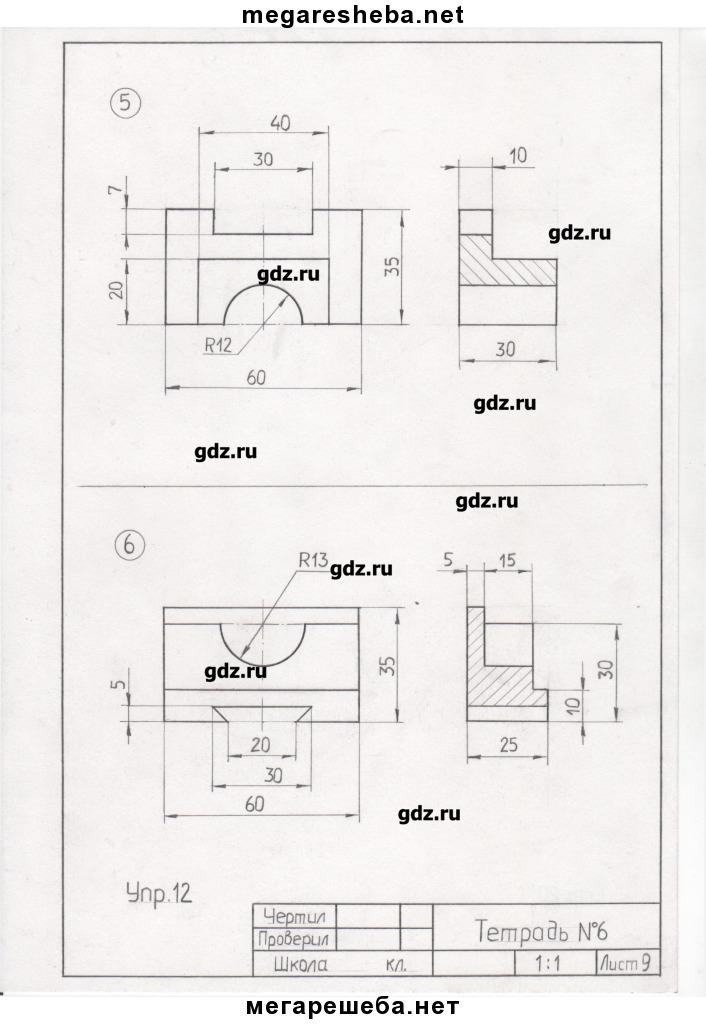 megaresheba.net
5
40
30
10
7
gdz.ru
gdz.ru
35
20
R12
30
60
gdz.ru
gdz.ru
gdz.ru
6
R13
gdz.ru
5
15
gdz.ru
35
30
5
10
20
25
30
60
gdz.ru
Упр.12
Чертил
Проверил
Тетрадь №6
Школа кл.
1:1
Лист 9
мегарешеба.нет